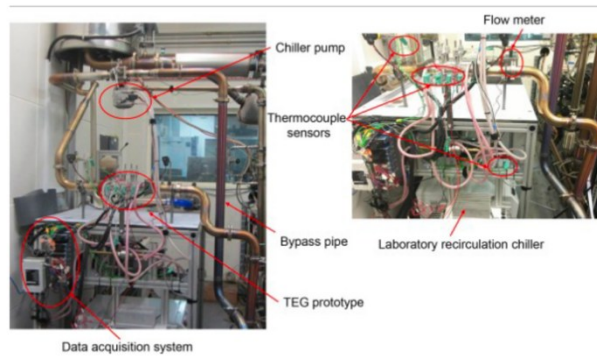 Flow meter
Chiller pump
Thermocouple
sensors
Bypass pipe
Laboratory recirculation chiller
TEG prototype
Data acquisition system